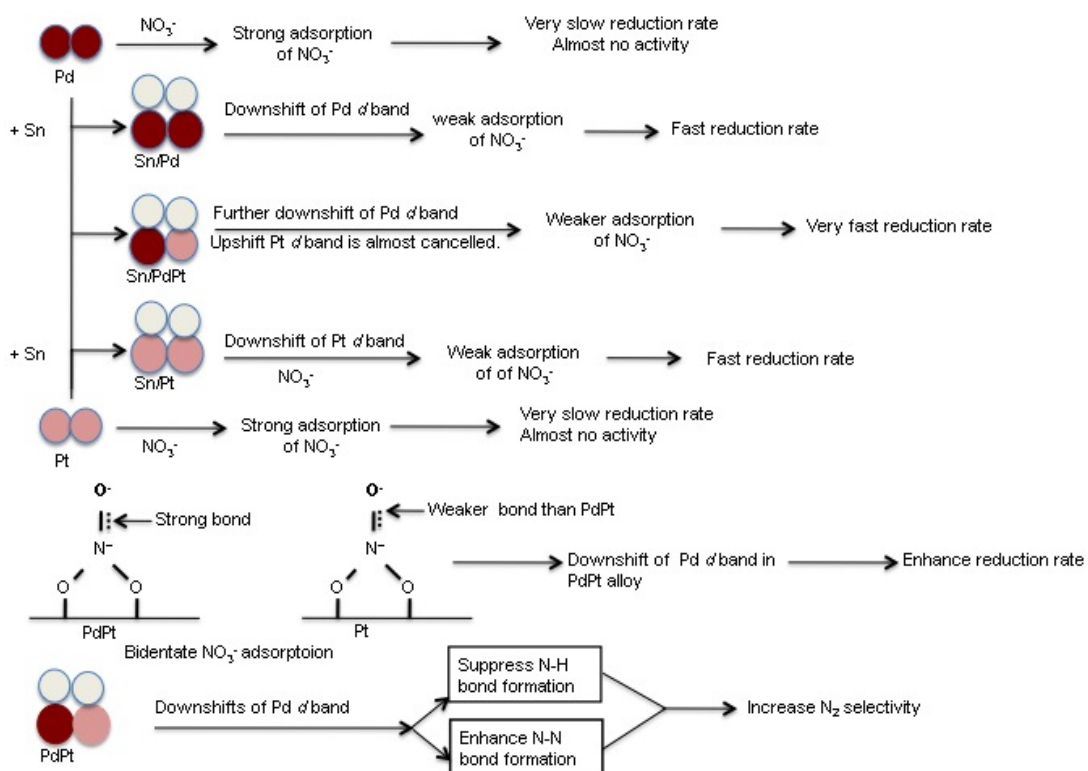 NO₃⁻
Strong adsorption
of NO₃⁻
Very slow reduction rate
Almost no activity
Pd
+ Sn
Downshift of Pd d band
weak adsorption
of NO₃⁻
Fast reduction rate
Sn/Pd
Further downshift of Pd d band
Upshift Pt d band is almost cancelled.
Weaker adsorption
of NO₃⁻
Very fast reduction rate
Sn/PdPt
+ Sn
Downshift of Pt d band
NO₃⁻
Weak adsorption
of of NO₃⁻
Fast reduction rate
Sn/Pt
NO₃⁻
Strong adsorption
of NO₃⁻
Very slow reduction rate
Almost no activity
Pt
O-
Strong bond
N–
O O
PdPt
O-
Weaker bond than PdPt
N–
O O
Pt
Downshift of Pd d band in
PdPt alloy
Enhance reduction rate
Bidentate NO₃⁻ adsorptoion
PdPt
Downshifts of Pd d band
Suppress N-H
bond formation
Enhance N-N
bond formation
Increase N₂ selectivity